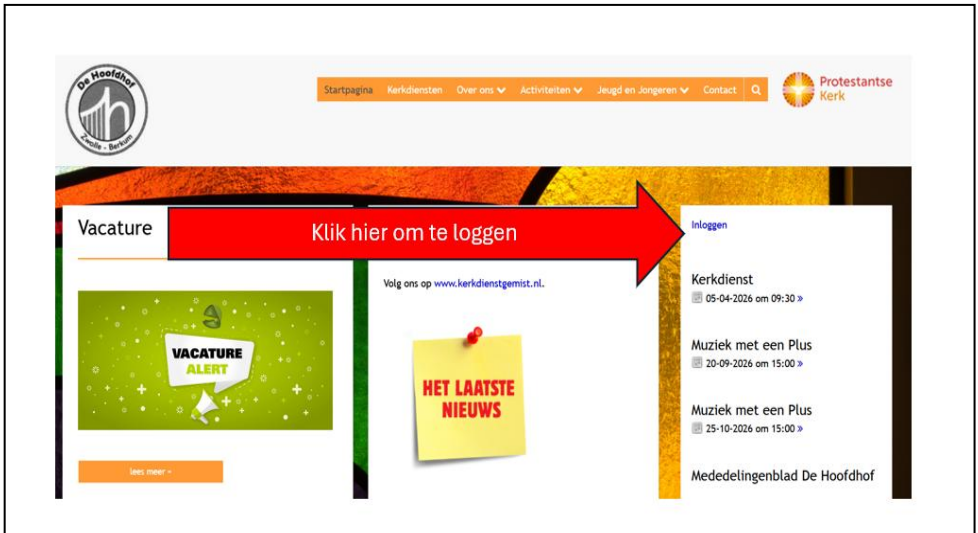 De Hoofdhof
Zwolle - Berkum
Startpagina Kerkdiensten Over ons Activiteiten Jeugd en Jongeren Contact
Protestantse
Kerk
Vacature
Klik hier om te loggen
VACATURE
ALERT
lees meer »
Volg ons op www.kerkdienstgemist.nl.
HET LAATSTE
NIEUWS
Inloggen
Kerkdienst
05-04-2026 om 09:30 »
Muziek met een Plus
20-09-2026 om 15:00 »
Muziek met een Plus
25-10-2026 om 15:00 »
Mededelingenblad De Hoofdhof